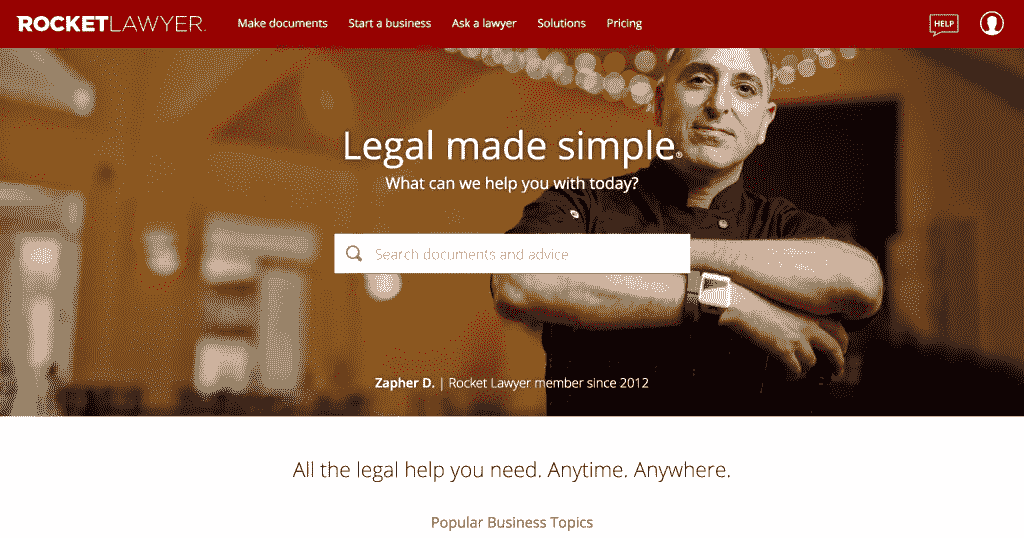 ROCKETLAWYER.
Make documents
Start a business
Ask a lawyer
Solutions
Pricing
HELP
Legal made simple®
What can we help you with today?
Search documents and advice
Zapher D. | Rocket Lawyer member since 2012
All the legal help you need. Anytime. Anywhere.
Popular Business Topics